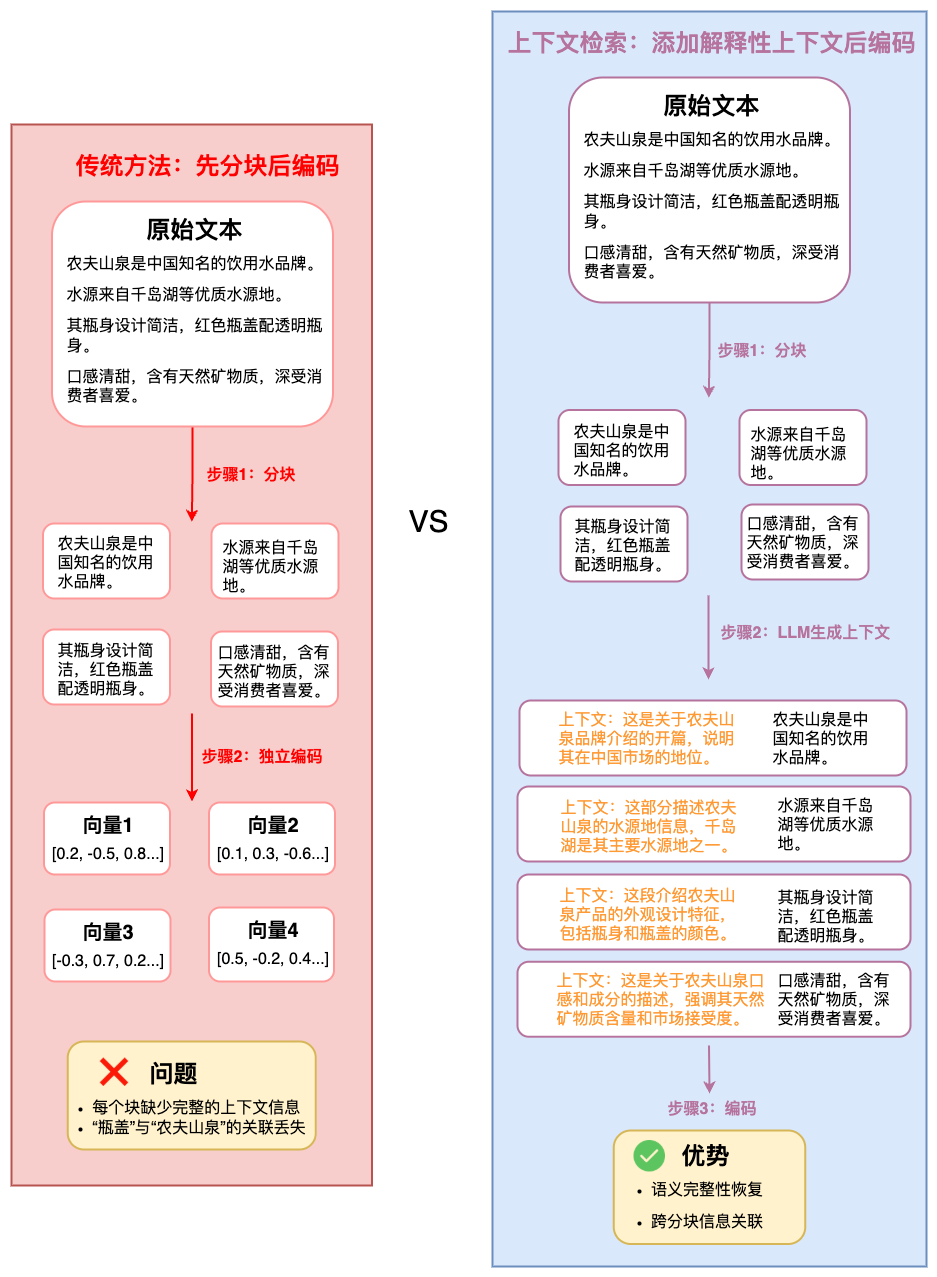 传统方法：先分块后编码
原始文本
农夫山泉是中国知名的饮用水品牌。
水源来自千岛湖等优质水源地。
其瓶身设计简洁，红色瓶盖配透明瓶
身。
口感清甜，含有天然矿物质，深受消
费者喜爱。
步骤1：分块
农夫山泉是中
国知名的饮用
水品牌。
水源来自千岛
湖等优质水源
地。
其瓶身设计简
洁，红色瓶盖
配透明瓶身。
口感清甜，含有
天然矿物质，深
受消费者喜爱。
步骤2：独立编码
向量1
[0.2, -0.5, 0.8...]
向量2
[0.1, 0.3, -0.6...]
向量3
[-0.3, 0.7, 0.2...]
向量4
[0.5, -0.2, 0.4...]
问题
• 每个块缺少完整的上下文信息
• “瓶盖”与“农夫山泉”的关联丢失
VS
上下文检索：添加解释性上下文后编码
原始文本
农夫山泉是中国知名的饮用水品牌。
水源来自千岛湖等优质水源地。
其瓶身设计简洁，红色瓶盖配透明瓶
身。
口感清甜，含有天然矿物质，深受消
费者喜爱。
步骤1：分块
农夫山泉是中
国知名的饮用
水品牌。
水源来自千岛
湖等优质水源
地。
其瓶身设计简
洁，红色瓶盖
配透明瓶身。
口感清甜，含有
天然矿物质，深
受消费者喜爱。
步骤2：LLM生成上下文
上下文：这是关于农夫山
泉品牌介绍的开篇，说明
其在中国市场的地位。
农夫山泉是中
国知名的饮用
水品牌。
上下文：这部分描述农夫
山泉的水源地信息，千岛
湖是其主要水源地之一。
水源来自千岛
湖等优质水源
地。
上下文：这段介绍农夫山
泉产品的外观设计特征，
包括瓶身和瓶盖的颜色。
其瓶身设计简
洁，红色瓶盖
配透明瓶身。
上下文：这是关于农夫山泉口
感和成分的描述，强调其天然
矿物质含量和市场接受度。
口感清甜，含有
天然矿物质，深
受消费者喜爱。
步骤3：编码
优势
• 语义完整性恢复
• 跨分块信息关联